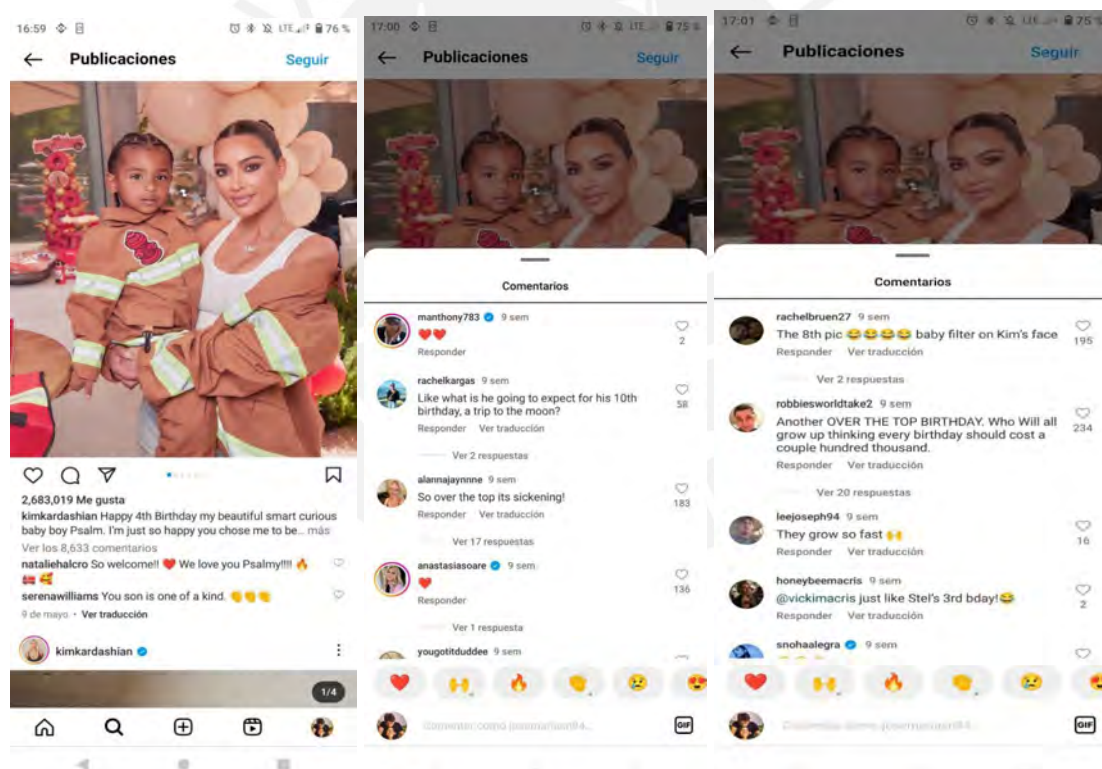 16:59
LTE
76 %
Publicaciones
Seguir
2,683,019 Me gusta
kimkardashian Happy 4th Birthday my beautiful smart curious
baby boy Psalm. I'm just so happy you chose me to be... más
Ver los 8,633 comentarios
nataliehalcro So welcome!! ❤️ We love you Psalmy!!!! 🔥
🇳🇴 🥰
serenawilliams You son is one of a kind. 👏👏👏
9 de mayo • Ver traducción
kimkardashian
1/4
17:00
LTE
75 %
Publicaciones
Seguir
Comentarios
manthony783 9 sem
❤️❤️
2
Responder
rachelkargas 9 sem
Like what is he going to expect for his 10th
birthday, a trip to the moon?
58
Responder Ver traducción
Ver 2 respuestas
alannajaynnne 9 sem
So over the top its sickening!
183
Responder Ver traducción
Ver 17 respuestas
anastasiasoare 9 sem
❤️
136
Responder
Ver 1 respuesta
yougotitduddee 9 sem
❤️ 🙌 🔥 👏 😢 😍
Comentar como
GIF
17:01
LTE
75 %
Publicaciones
Seguir
Comentarios
rachelbruen27 9 sem
The 8th pic 😂😂😂😂 baby filter on Kim's face
195
Responder Ver traducción
Ver 2 respuestas
robbiesworldtake2 9 sem
Another OVER THE TOP BIRTHDAY. Who Will all
grow up thinking every birthday should cost a
couple hundred thousand.
234
Responder Ver traducción
Ver 20 respuestas
leejoseph94 9 sem
They grow so fast 🙌
16
Responder Ver traducción
honeybeemacris 9 sem
@vickimacris just like Stel's 3rd bday!😂
2
Responder Ver traducción
snohaalegra 9 sem
❤️ 🙌 🔥 👏 😢
GIF